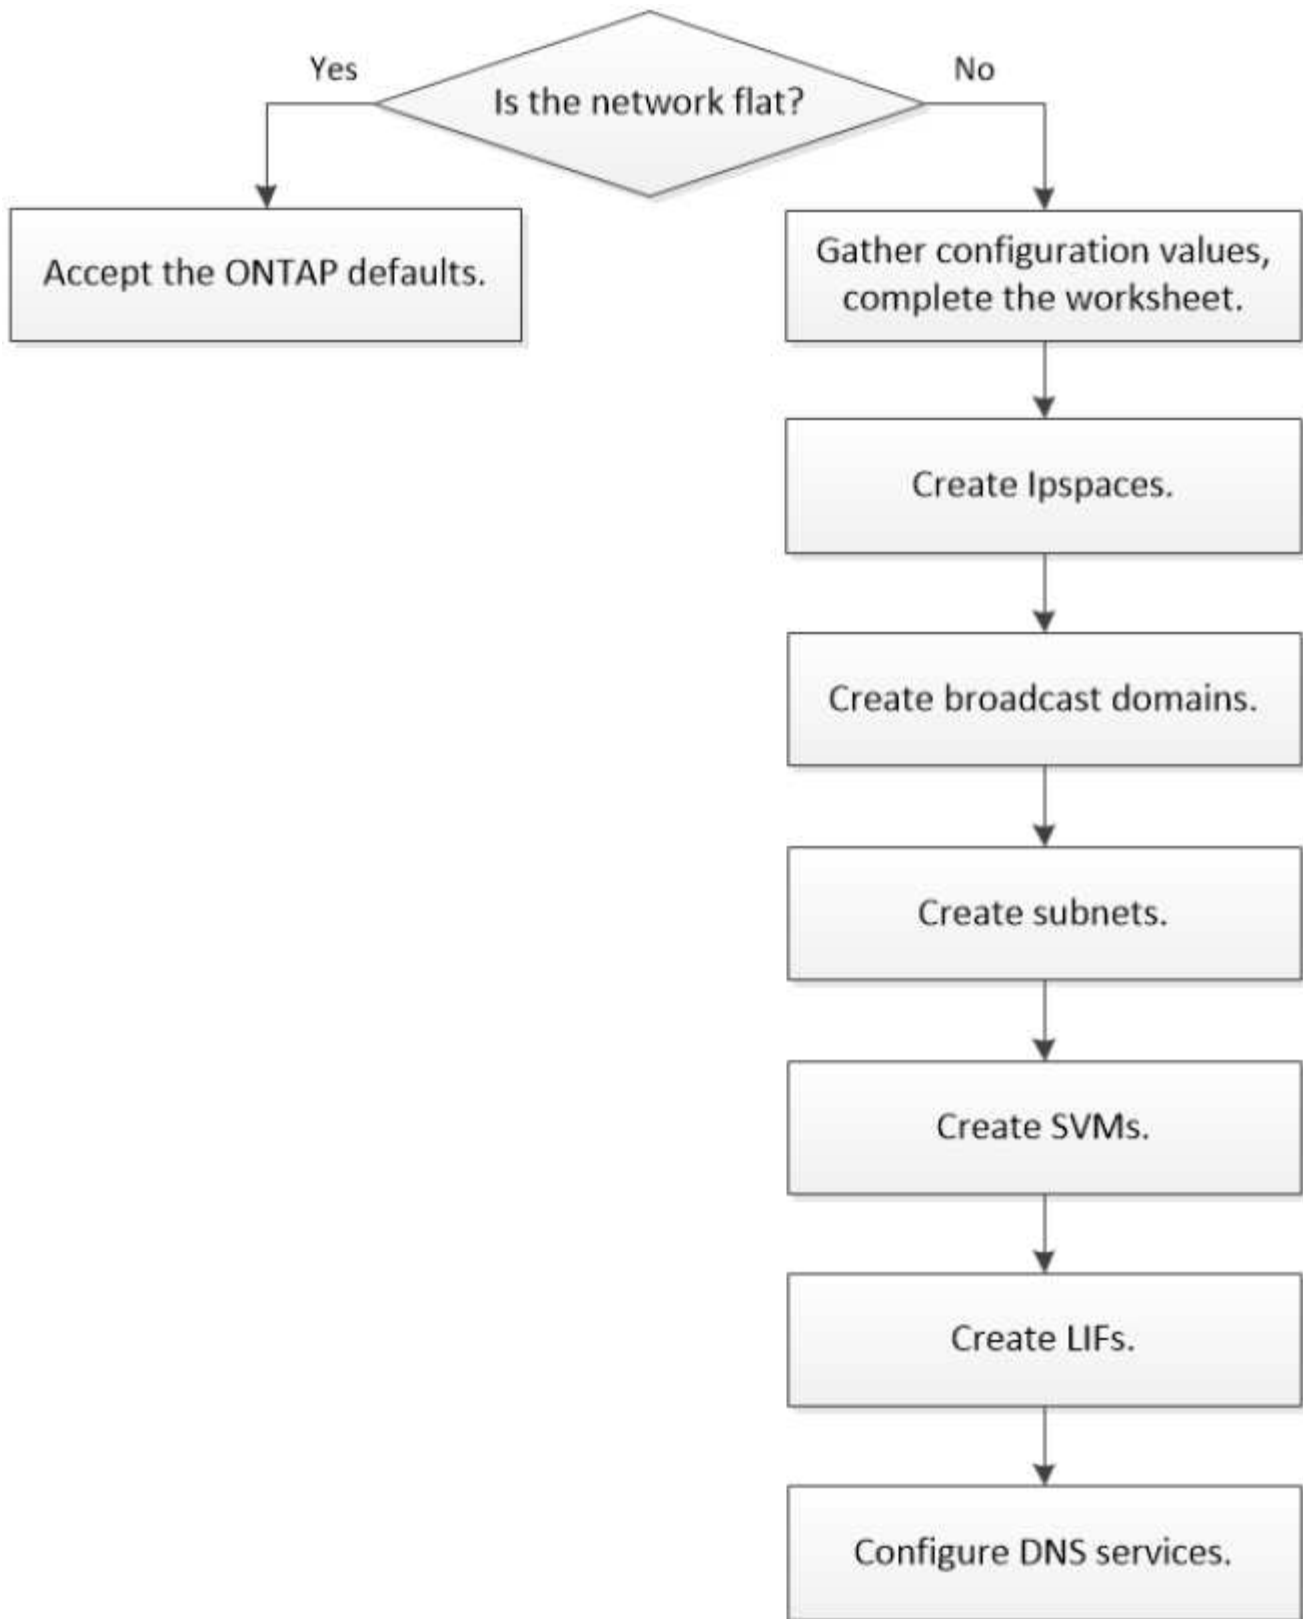 Yes
No
Is the network flat?
Accept the ONTAP defaults.
Gather configuration values,
complete the worksheet.
Create Ipspaces.
Create broadcast domains.
Create subnets.
Create SVMs.
Create LIFs.
Configure DNS services.